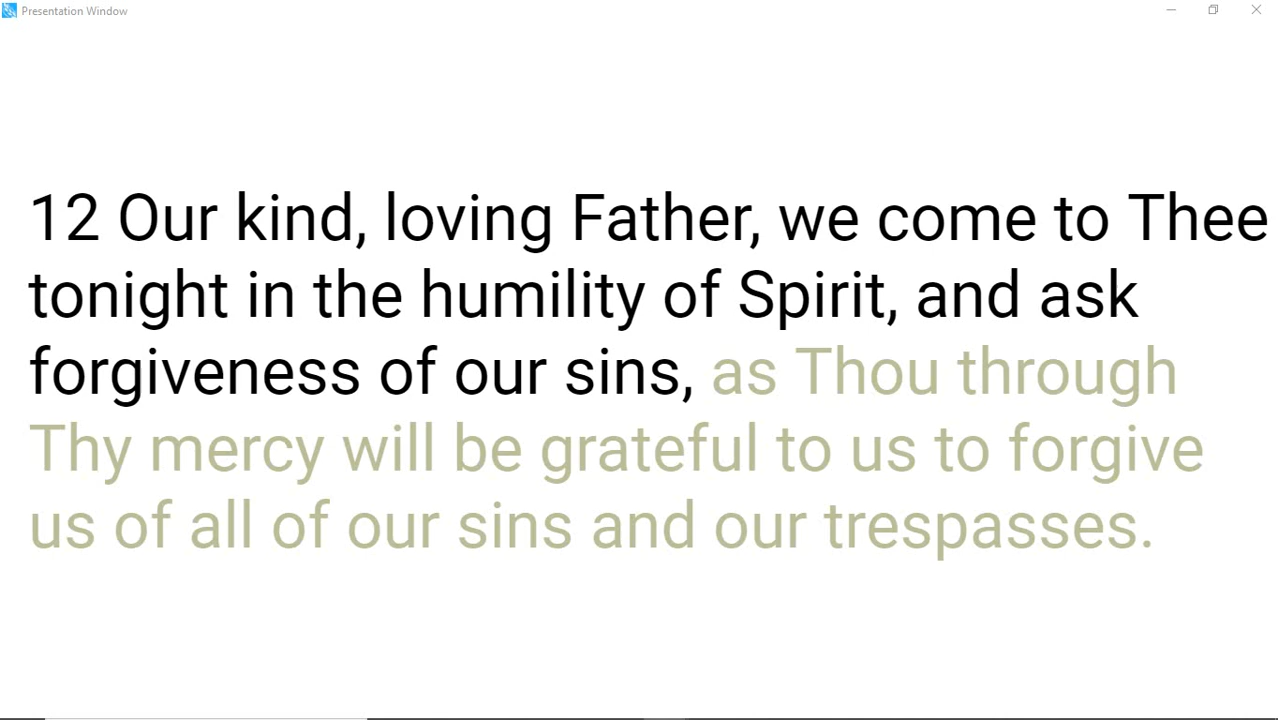 Presentation Window
12 Our kind, loving Father, we come to Thee
tonight in the humility of Spirit, and ask
forgiveness of our sins, as Thou through
Thy mercy will be grateful to us to forgive
us of all of our sins and our trespasses.